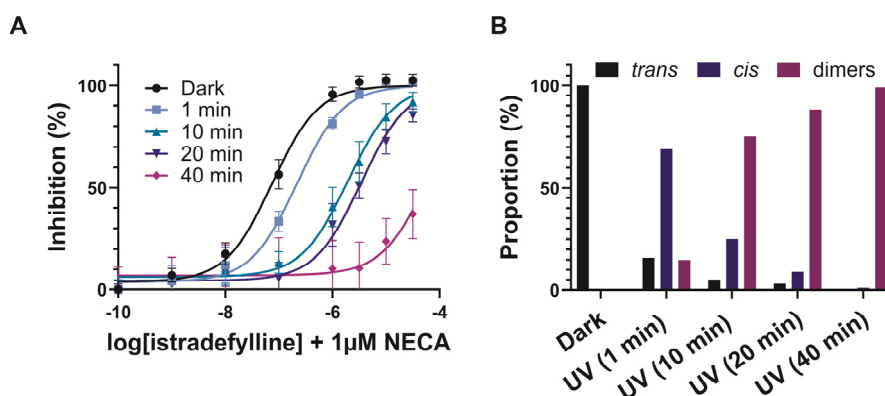 A
B
Inhibition (%)
100
50
0
Dark
1 min
10 min
20 min
40 min
-10
-8
-6
-4
log[istradefylline] + 1µM NECA
Proportion (%)
100
50
0
trans cis dimers
Dark
UV (1 min)
UV (10 min)
UV (20 min)
UV (40 min)